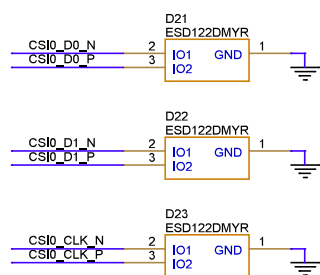 D21
ESD122DMYR
CSI0_D0_N 2 IO1 GND 1
CSI0_D0_P 3 IO2
D22
ESD122DMYR
CSI0_D1_N 2 IO1 GND 1
CSI0_D1_P 3 IO2
D23
ESD122DMYR
CSI0_CLK_N 2 IO1 GND 1
CSI0_CLK_P 3 IO2